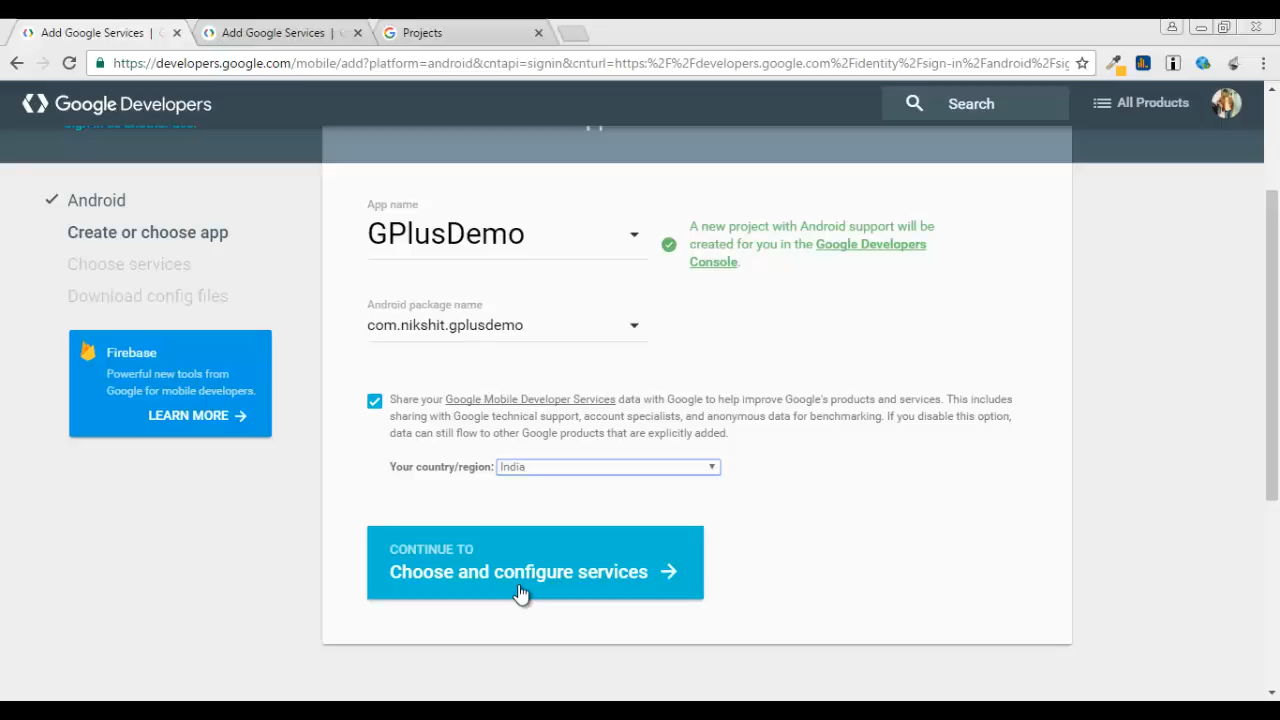 Add Google Services | 
Add Google Services | 
Projects
https://developers.google.com/mobile/add?platform=android&cntapi=signin&cnturl=https:%2F%2Fdevelopers.google.com%2Fidentity%2Fsign-in%2Fandroid%2Fsig
Google Developers
Search
All Products
Android
Create or choose app
Choose services
Download config files
Firebase
Powerful new tools from
Google for mobile developers.
LEARN MORE
App name
GPlusDemo
A new project with Android support will be
created for you in the Google Developers
Console.
Android package name
com.nikshit.gplusdemo
Share your Google Mobile Developer Services data with Google to help improve Google's products and services. This includes
sharing with Google technical support, account specialists, and anonymous data for benchmarking. If you disable this option,
data can still flow to other Google products that are explicitly added.
Your country/region: India
CONTINUE TO
Choose and configure services